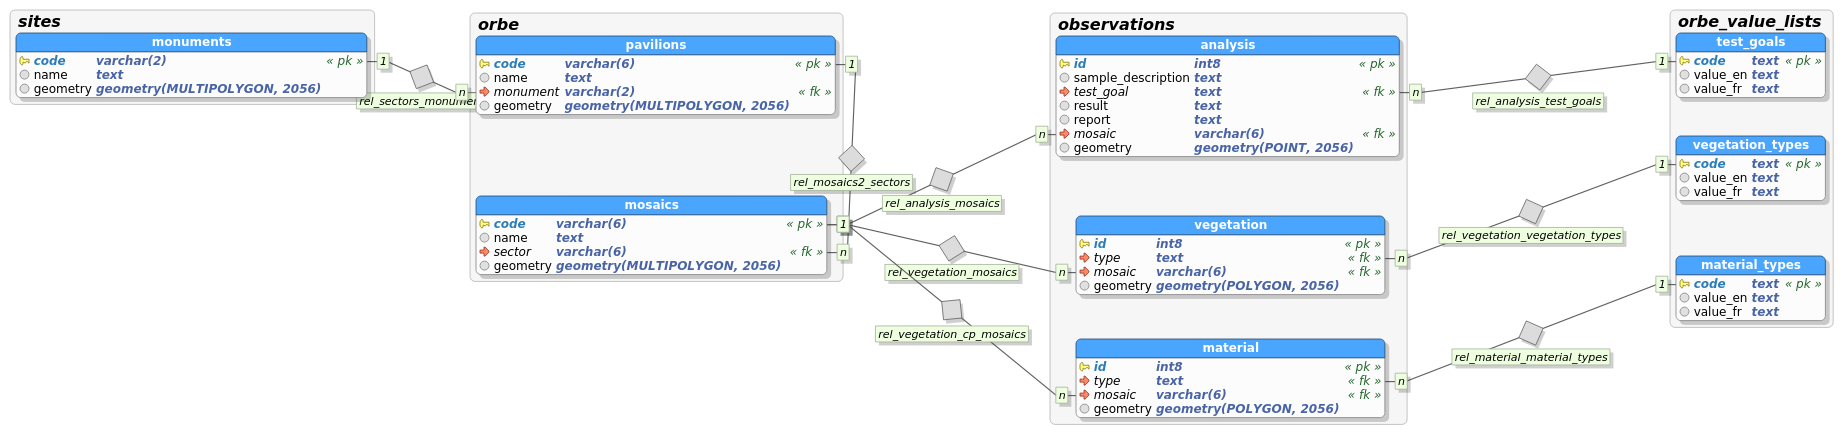 sites
monuments
code varchar(2) « pk »
name text
geometry geometry(MULTIPOLYGON, 2056)
1
n
orbe
pavilions
code varchar(6) « pk »
name text
monument varchar(2) « fk »
geometry geometry(MULTIPOLYGON, 2056)
1
rel_mosaics2_sectors
mosaics
code varchar(6) « pk »
name text
sector varchar(6) « fk »
geometry geometry(MULTIPOLYGON, 2056)
1
n
rel_analysis_mosaics
rel_vegetation_mosaics
rel_vegetation_cp_mosaics
observations
analysis
id int8 « pk »
sample_description text
test_goal text « fk »
result text
report text
mosaic varchar(6) « fk »
geometry geometry(POINT, 2056)
n
n
vegetation
id int8 « pk »
type text « fk »
mosaic varchar(6) « fk »
geometry geometry(POLYGON, 2056)
n
n
material
id int8 « pk »
type text « fk »
mosaic varchar(6) « fk »
geometry geometry(POLYGON, 2056)
n
n
rel_analysis_test_goals
rel_vegetation_vegetation_types
rel_material_material_types
orbe_value_lists
test_goals
1
code text « pk »
value_en text
value_fr text
vegetation_types
1
code text « pk »
value_en text
value_fr text
material_types
1
code text « pk »
value_en text
value_fr text